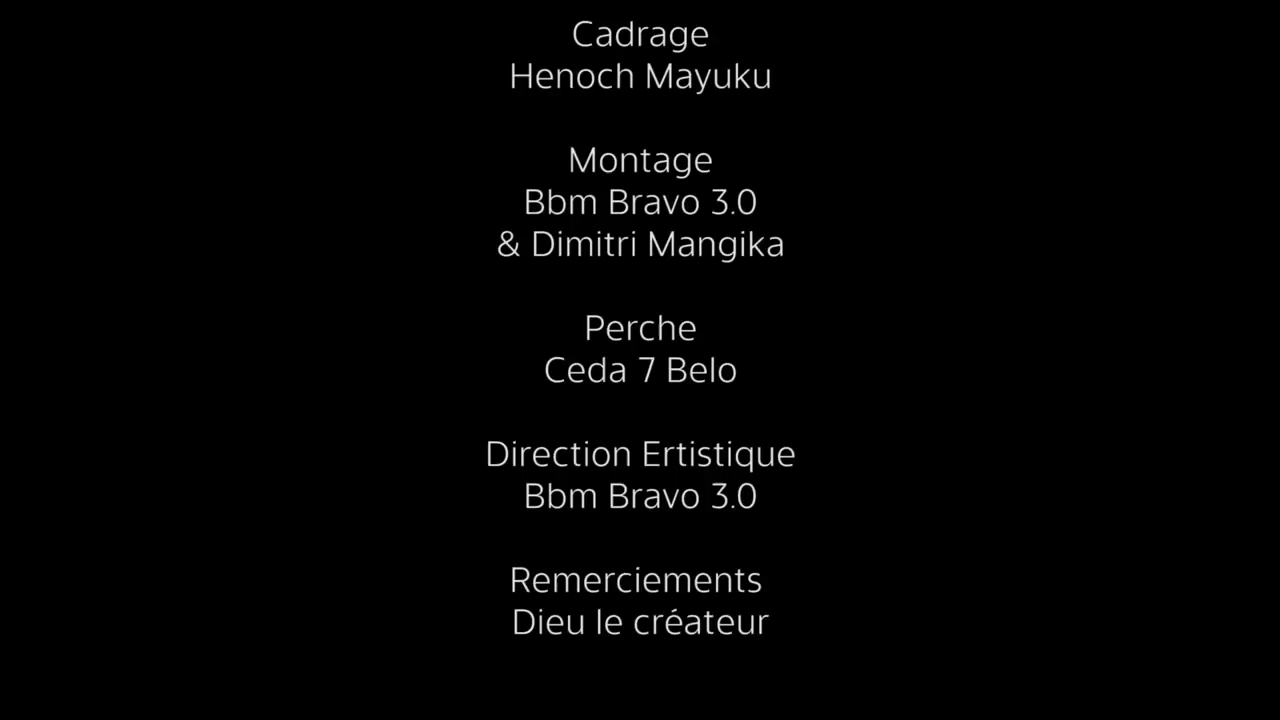 Cadrage
Henoch Mayuku
Montage
Bbm Bravo 3.0
& Dimitri Mangika
Perche
Ceda 7 Belo
Direction Ertistique
Bbm Bravo 3.0
Remerciements
Dieu le créateur